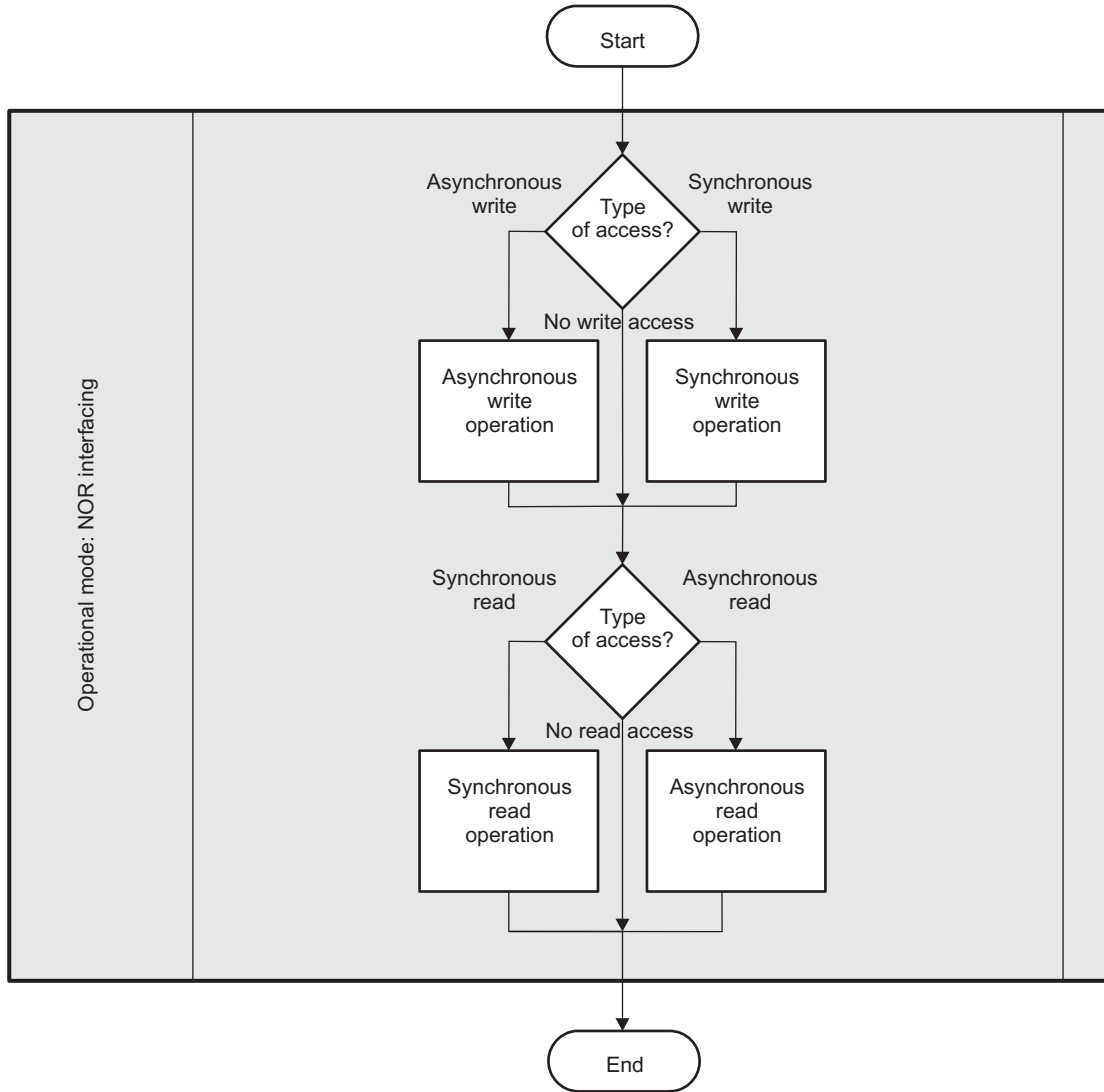 Start
Operational mode: NOR interfacing
Asynchronous
write
Synchronous
write
Type
of access?
No write access
Asynchronous
write
operation
Synchronous
write
operation
Synchronous
read
Asynchronous
read
Type
of access?
No read access
Synchronous
read
operation
Asynchronous
read
operation
End